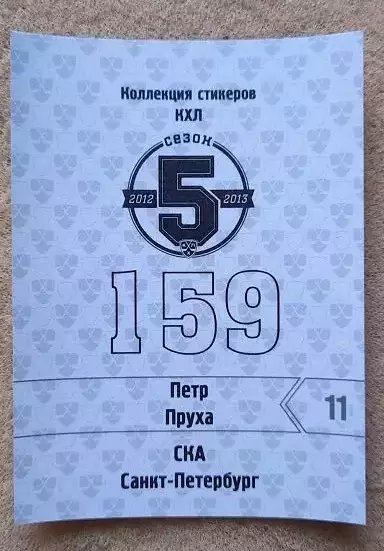 Коллекция стикеров
КХЛ
сезон
2012 5 2013
159
Петр
Пруха
11
СКА
Санкт-Петербург